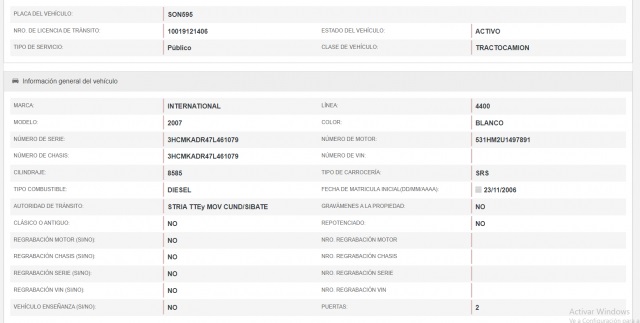 PLACA DEL VEHÍCULO: SON595
NRO. DE LICENCIA DE TRÁNSITO: 10019121406 ESTADO DEL VEHÍCULO: ACTIVO
TIPO DE SERVICIO: Público CLASE DE VEHÍCULO: TRACTOCAMION
Información general del vehículo
MARCA: INTERNATIONAL LÍNEA: 4400
MODELO: 2007 COLOR: BLANCO
NÚMERO DE SERIE: 3HCMKADR47L461079 NÚMERO DE MOTOR: 531HM2U1497891
NÚMERO DE CHASIS: 3HCMKADR47L461079 NÚMERO DE VIN:
CILINDRAJE: 8585 TIPO DE CARROCERÍA: SRS
TIPO COMBUSTIBLE: DIESEL FECHA DE MATRICULA INICIAL(DD/MM/AAAA): 23/11/2006
AUTORIDAD DE TRÁNSITO: STRIA TTEy MOV CUND/SIBATE GRAVÁMENES A LA PROPIEDAD: NO
CLÁSICO O ANTIGUO: NO REPOTENCIADO: NO
REGRABACIÓN MOTOR (SI/NO): NO NRO. REGRABACIÓN MOTOR
REGRABACIÓN CHASIS (SI/NO): NO NRO. REGRABACIÓN CHASIS
REGRABACIÓN SERIE (SI/NO): NO NRO. REGRABACIÓN SERIE
REGRABACIÓN VIN (SI/NO): NO NRO. REGRABACIÓN VIN
VEHÍCULO ENSEÑANZA (SI/NO): NO PUERTAS: 2
Activar Windows
Ve a Configuración para